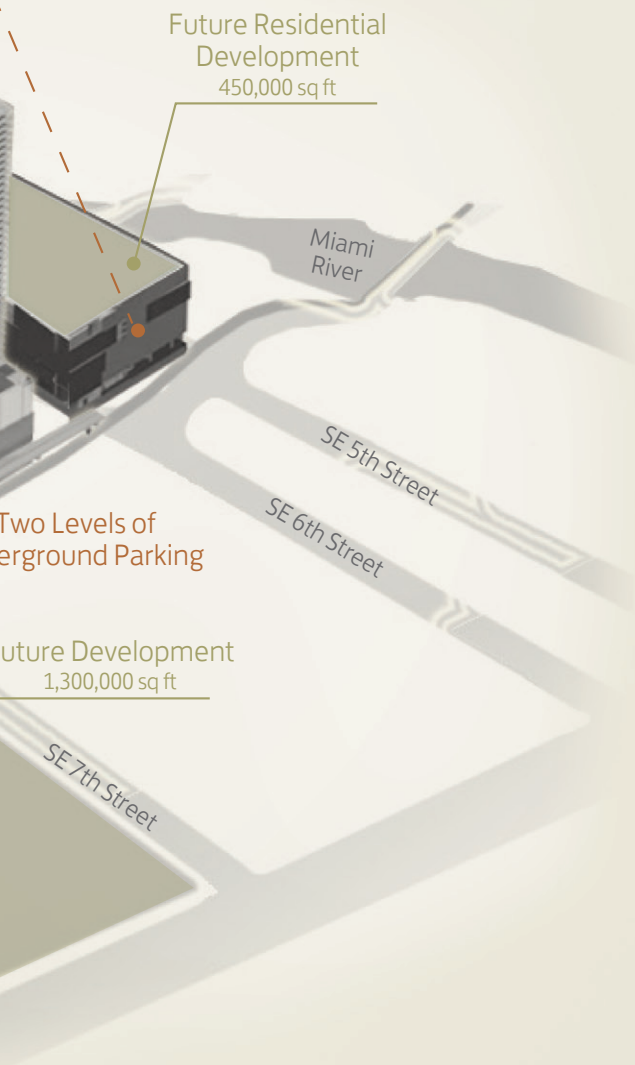 Future Residential
Development
450,000 sq ft
Miami
River
SE 5th Street
SE 6th Street
Two Levels of
erground Parking
uture Development
1,300,000 sq ft
SE 7th Street